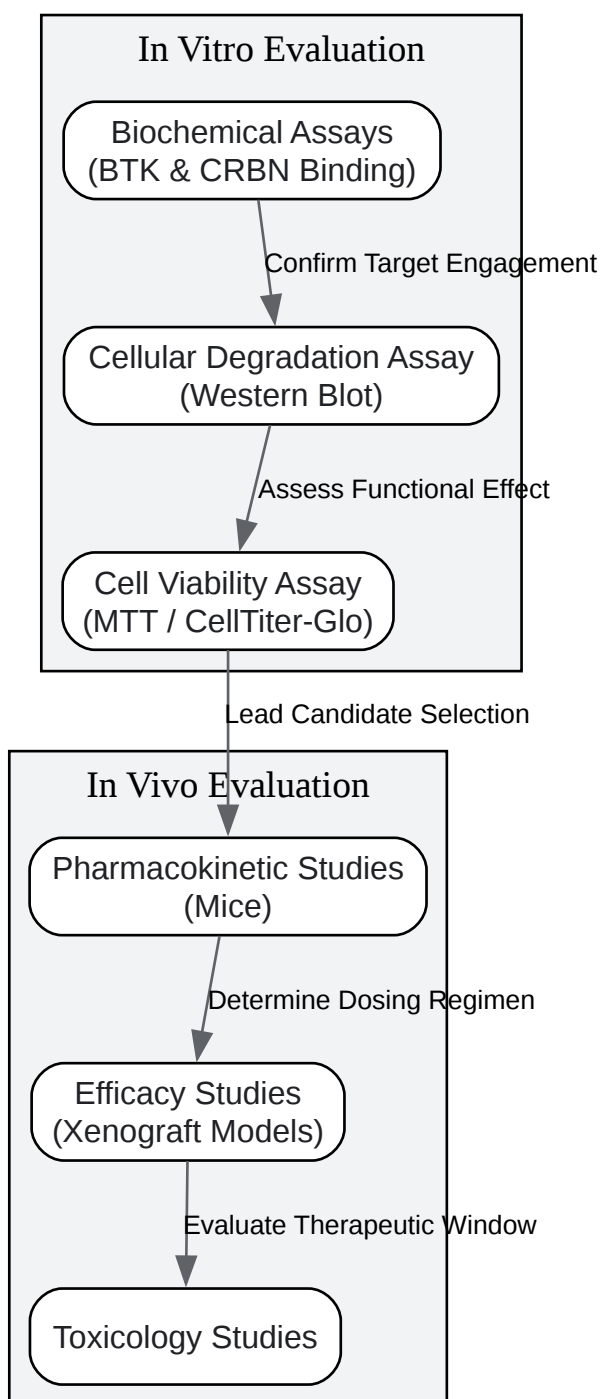 In Vitro Evaluation
Biochemical Assays
(BTK & CRBN Binding)
Confirm Target Engagement
Cellular Degradation Assay
(Western Blot)
Assess Functional Effect
Cell Viability Assay
(MTT / CellTiter-Glo)
Lead Candidate Selection
In Vivo Evaluation
Pharmacokinetic Studies
(Mice)
Determine Dosing Regimen
Efficacy Studies
(Xenograft Models)
Evaluate Therapeutic Window
Toxicology Studies